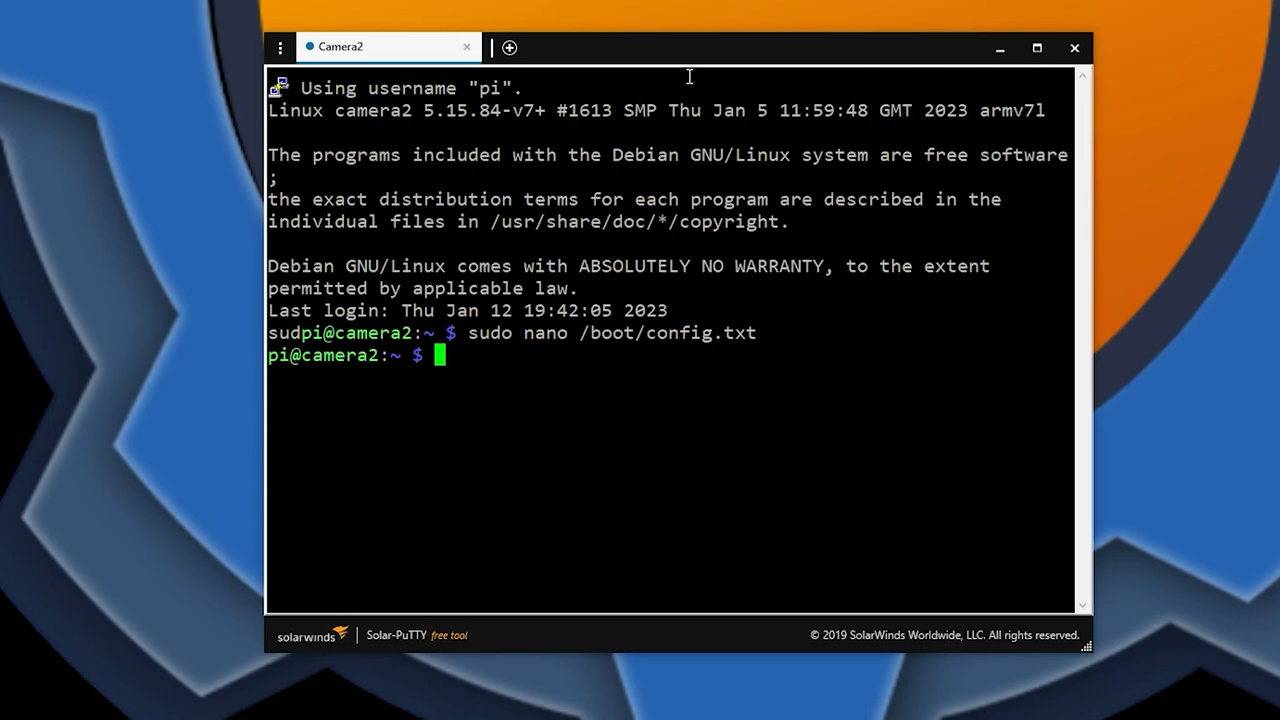 Camera2
Using username "pi".
Linux camera2 5.15.84-v7+ #1613 SMP Thu Jan 5 11:59:48 GMT 2023 armv7l
The programs included with the Debian GNU/Linux system are free software
;
the exact distribution terms for each program are described in the
individual files in /usr/share/doc/*/copyright.
Debian GNU/Linux comes with ABSOLUTELY NO WARRANTY, to the extent
permitted by applicable law.
Last login: Thu Jan 12 19:42:05 2023
sudpi@camera2:~ $ sudo nano /boot/config.txt
pi@camera2:~ $
solarwinds Solar-PuTTY free tool © 2019 SolarWinds Worldwide, LLC. All rights reserved.